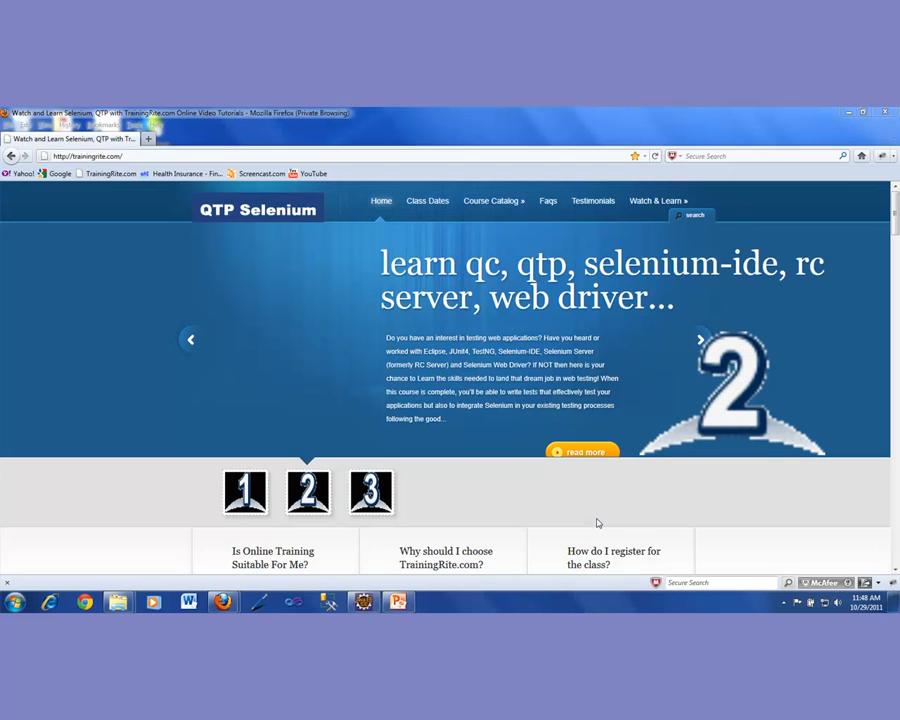 Watch and Learn Selenium, QTP with TrainingRite.com Online Video Tutorials - Mozilla Firefox (Private Browsing)
History Bookmarks
Watch and Learn Selenium, QTP with Tr... +
http://trainingrite.com/
Secure Search
Yahoo! Google TrainingRite.com Health Insurance - Fin... Screencast.com YouTube
QTP Selenium
Home Class Dates Course Catalog » Faqs Testimonials Watch & Learn »
search
learn qc, qtp, selenium-ide, rc
server, web driver...
Do you have an interest in testing web applications? Have you heard or
worked with Eclipse, JUnit4, TestNG, Selenium-IDE, Selenium Server
(formerly RC Server) and Selenium Web Driver? If NOT then here is your
chance to Learn the skills needed to land that dream job in web testing! When
this course is complete, you'll be able to write tests that effectively test your
applications but also to integrate Selenium in your existing testing processes
following the good...
2
read more
1 2 3
Is Online Training
Suitable For Me?
Why should I choose
TrainingRite.com?
How do I register for
the class?
Secure Search
McAfee
11:48 AM
10/29/2011